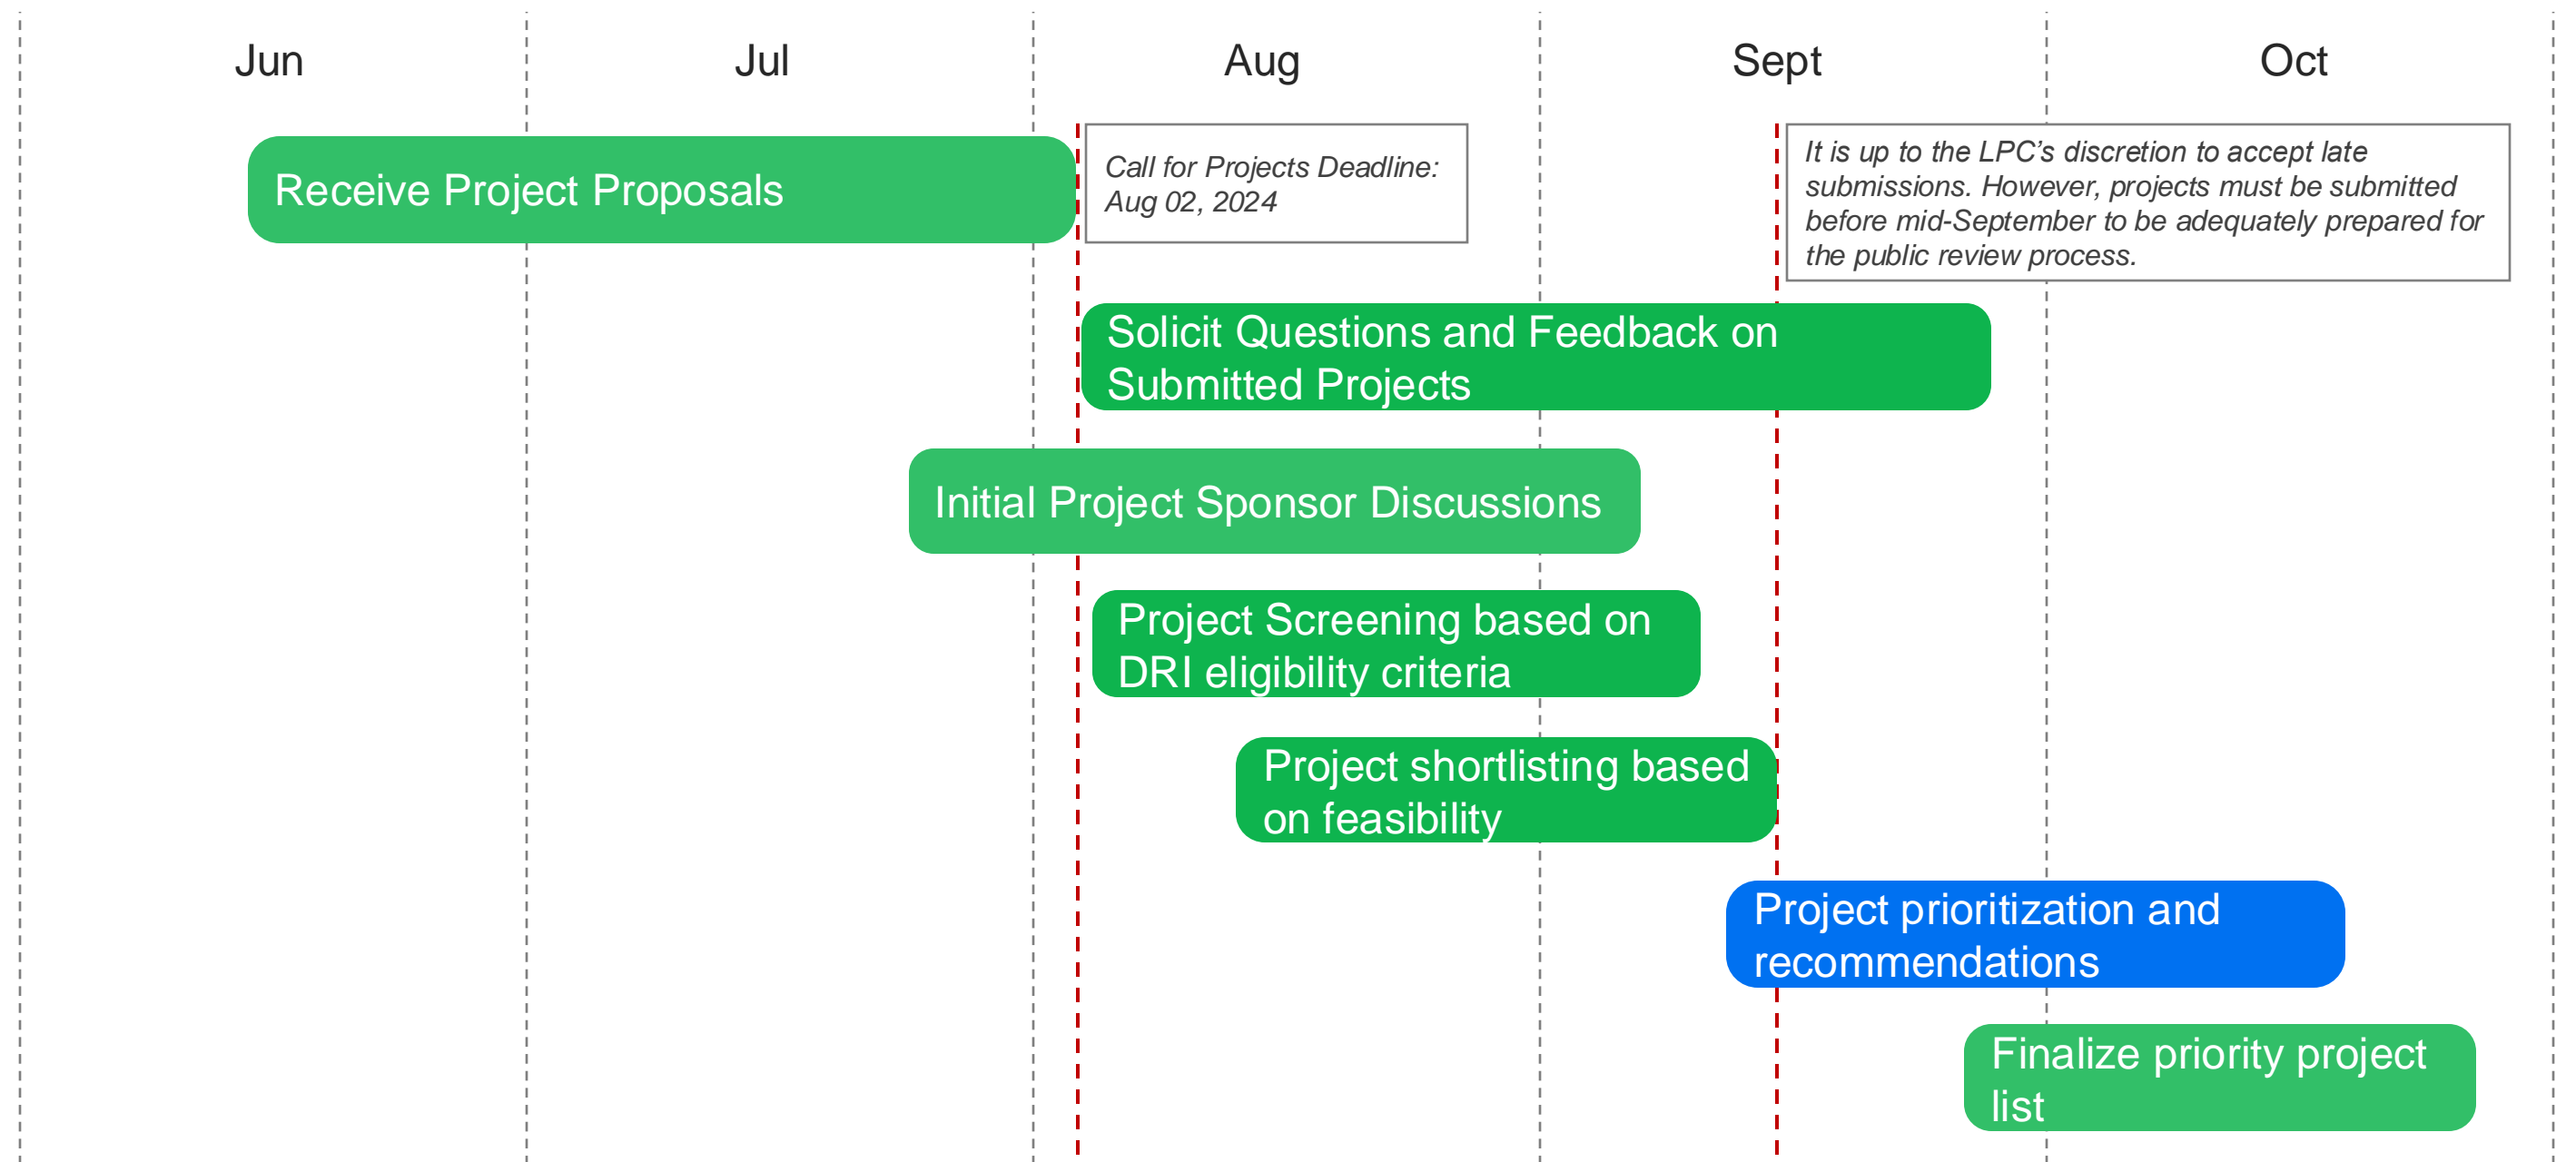 Jun
Jul
Aug
Sept
Oct
Receive Project Proposals
Call for Projects Deadline:
Aug 02, 2024
It is up to the LPC’s discretion to accept late
submissions. However, projects must be submitted
before mid-September to be adequately prepared for
the public review process.
Solicit Questions and Feedback on
Submitted Projects
Initial Project Sponsor Discussions
Project Screening based on
DRI eligibility criteria
Project shortlisting based
on feasibility
Project prioritization and
recommendations
Finalize priority project
list